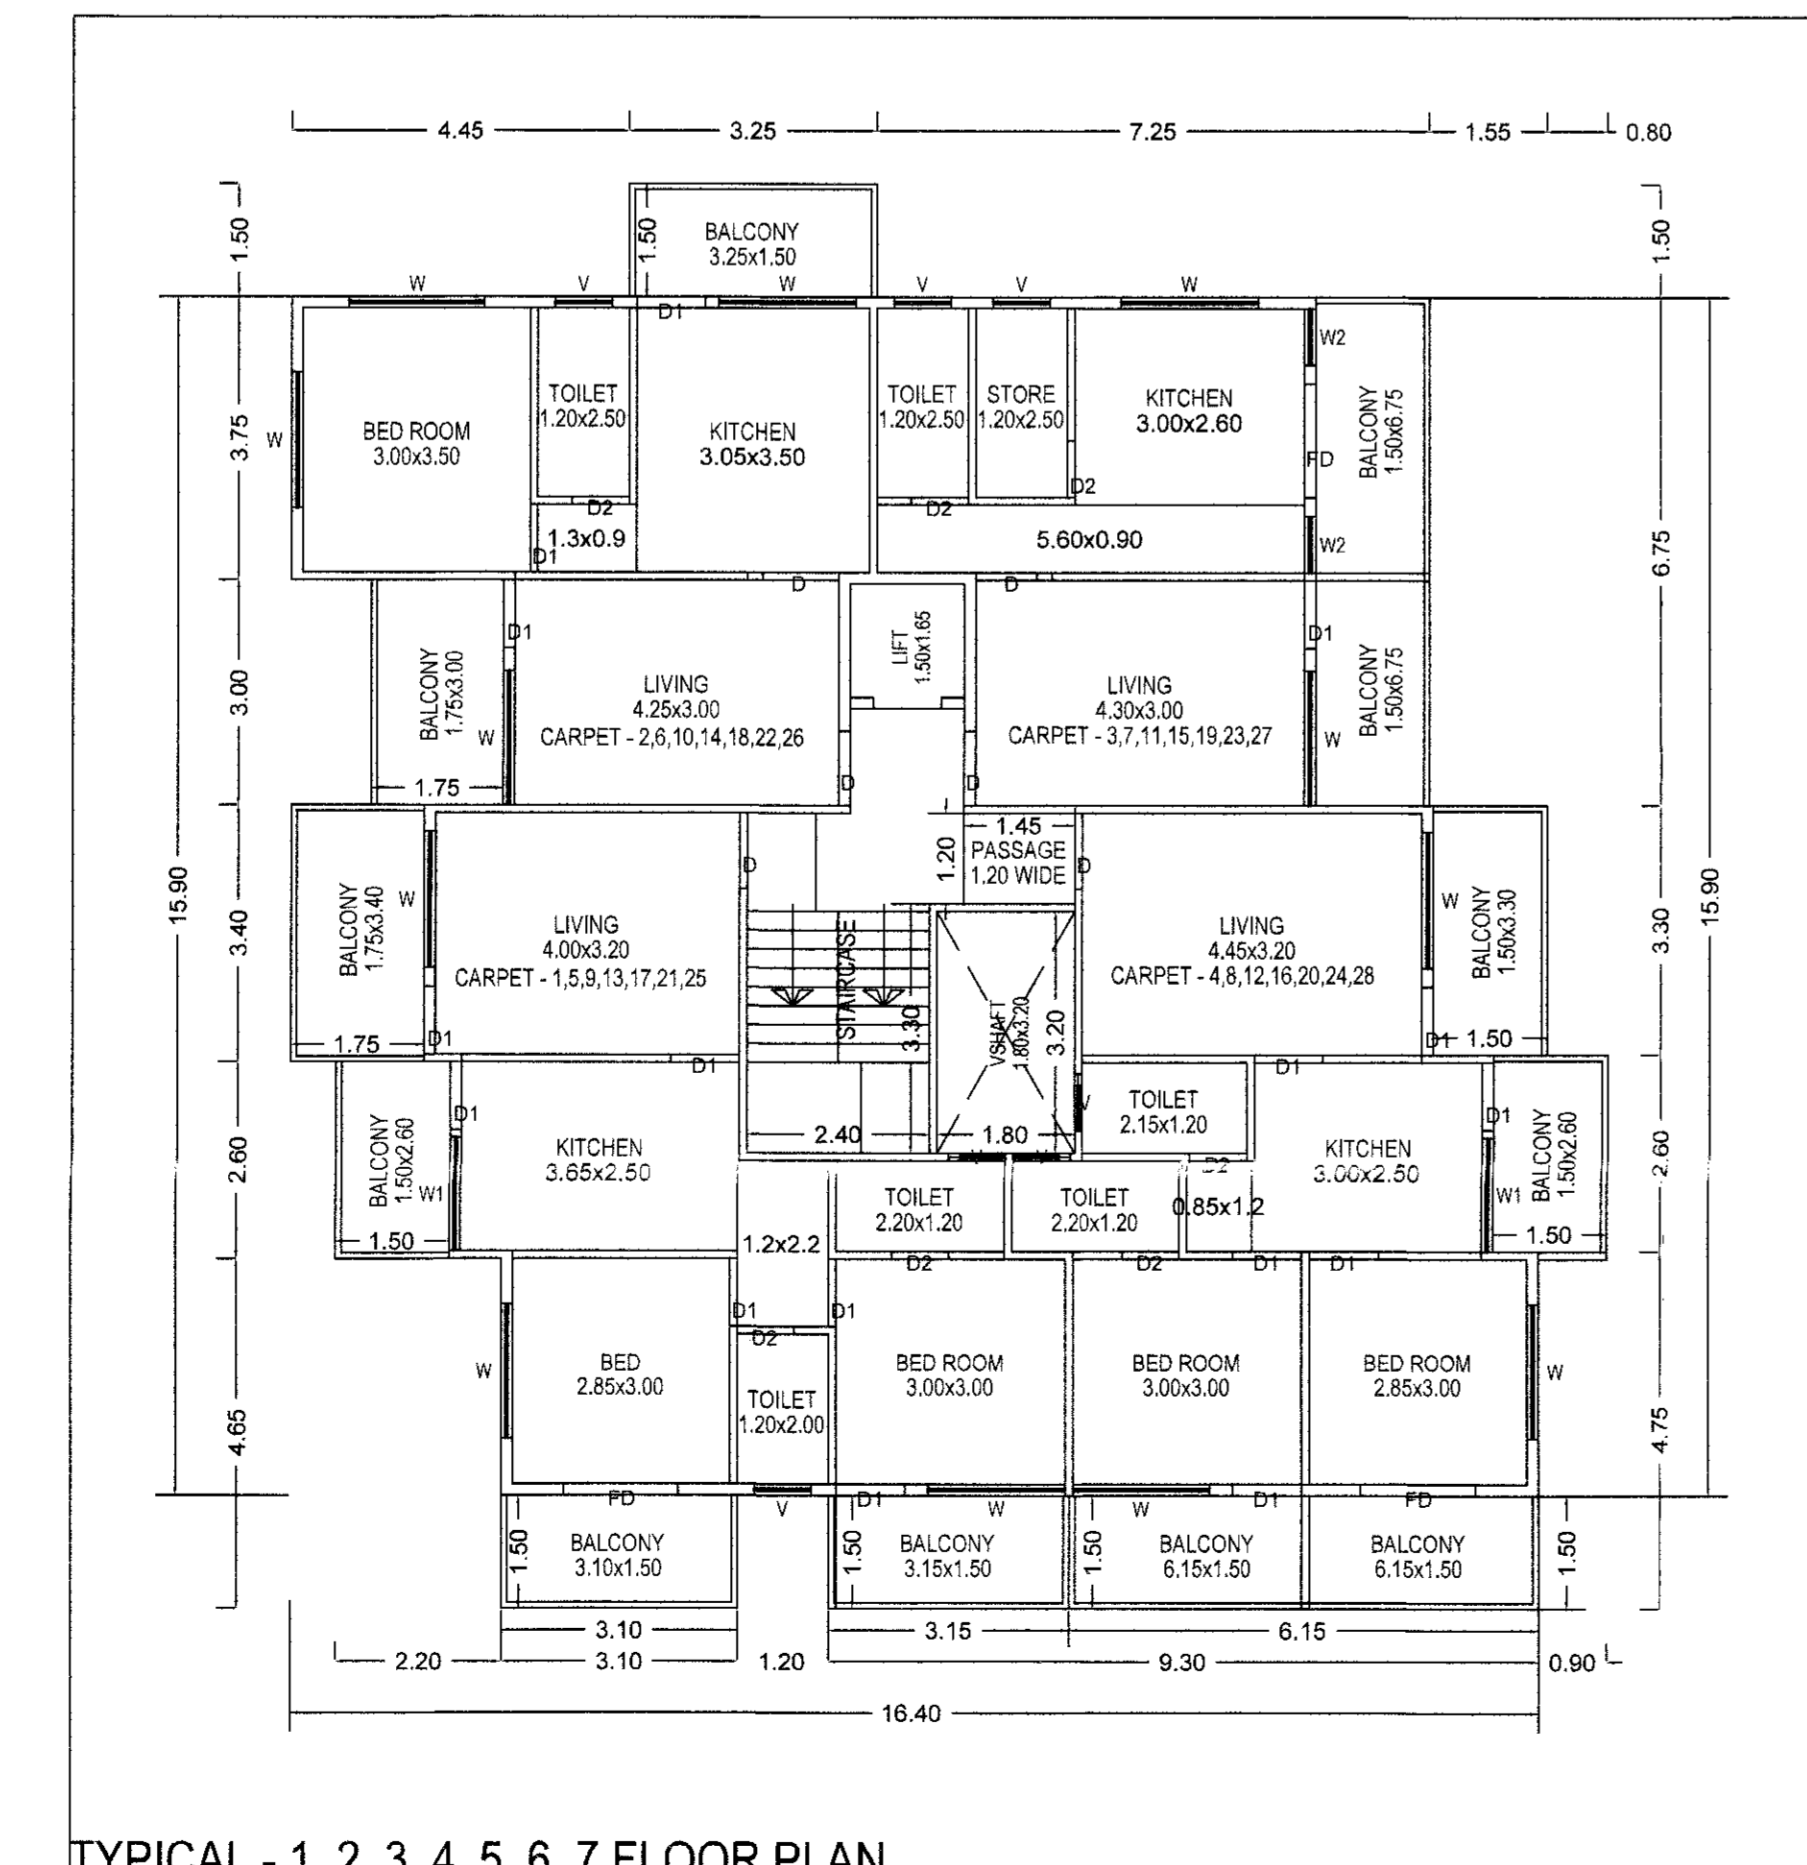 4.45 3.25 7.25 1.55 0.80
1.50
1.50
BALCONY
3.25x1.50
1.50
W V W V V W
D1
3.75
W
BED ROOM
3.00x3.50
TOILET
1.20x2.50
D2
1.3x0.9
D1
KITCHEN
3.05x3.50
TOILET
1.20x2.50
D2
STORE
1.20x2.50
D2
KITCHEN
3.00x2.60
W2
FD
W2
BALCONY
1.50x6.75
5.60x0.90
6.75
15.90
15.90
3.00
BALCONY
1.75x3.00
1.75
D1
W
D
LIVING
4.25x3.00
CARPET - 2,6,10,14,18,22,26
D
LIFT
1.50x1.65
D
D
LIVING
4.30x3.00
CARPET - 3,7,11,15,19,23,27
D1
W
BALCONY
1.50x6.75
3.40
BALCONY
1.75x3.40
1.75
W
D1
LIVING
4.00x3.20
CARPET - 1,5,9,13,17,21,25
D
D1
1.20
1.45
PASSAGE
1.20 WIDE
D
STAIRCASE
3.30
2.40
VSHAFT
1.80x3.20
3.20
1.80
LIVING
4.45x3.20
CARPET - 4,8,12,16,20,24,28
W
D1
BALCONY
1.50x3.30
1.50
3.30
2.60
BALCONY
1.50x2.60
1.50
D1
W1
KITCHEN
3.65x2.50
V
TOILET
2.15x1.20
D2
D1
KITCHEN
3.00x2.50
D1
W1
BALCONY
1.50x2.60
1.50
2.60
1.2x2.2
TOILET
2.20x1.20
TOILET
2.20x1.20
0.85x1.2
D2 D2 D1 D1
4.65
W
BED
2.85x3.00
D1 D1
D2
TOILET
1.20x2.00
BED ROOM
3.00x3.00
BED ROOM
3.00x3.00
BED ROOM
2.85x3.00
W
4.75
FD V D1 W W D1 FD
1.50
BALCONY
3.10x1.50
1.50
BALCONY
3.15x1.50
1.50
BALCONY
6.15x1.50
BALCONY
6.15x1.50
1.50
3.10 3.15 6.15
2.20 3.10 1.20 9.30 0.90
16.40
TYPICAL - 1, 2, 3, 4, 5, 6, 7 FLOOR PLAN